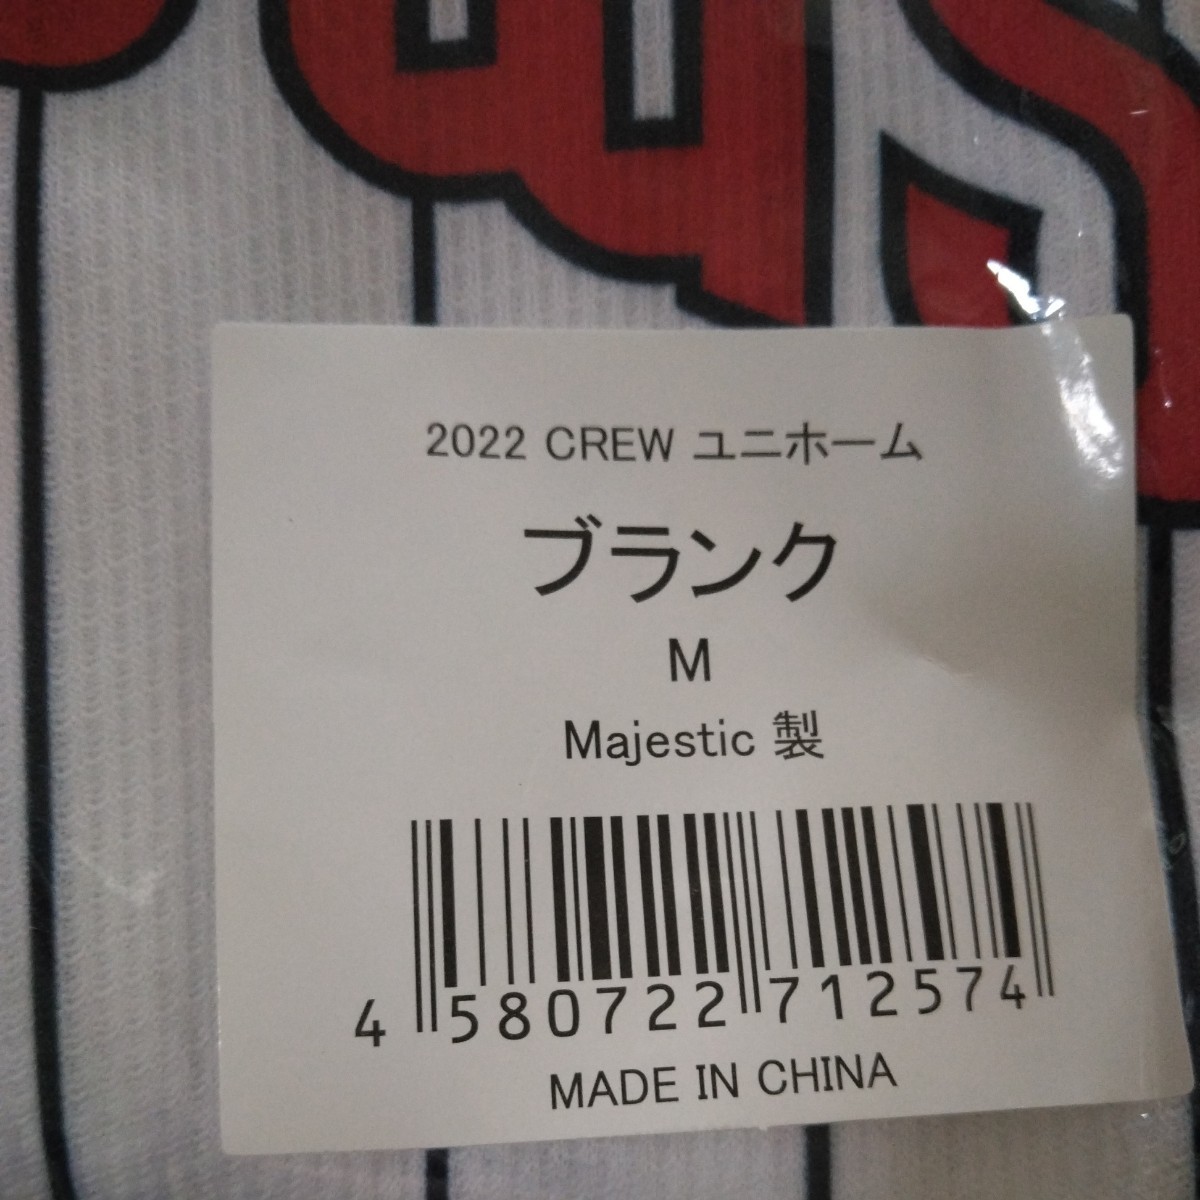 2022 CREW ユニホーム
ブランク
M
Majestic 製
4 580722 712574
MADE IN CHINA